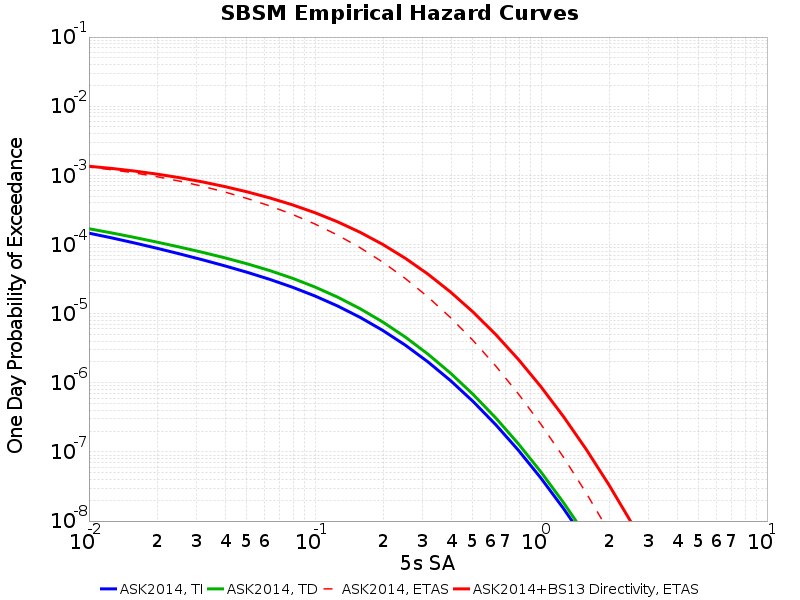 SBSM Empirical Hazard Curves
One Day Probability of Exceedance
10-1
10-2
10-3
10-4
10-5
10-6
10-7
10-8
10-2 2 3 4 5 6 10-1 2 3 4 5 6 7 100 2 3 4 5 6 7 101
5s SA
ASK2014, TI ASK2014, TD ASK2014, ETAS ASK2014+BS13 Directivity, ETAS